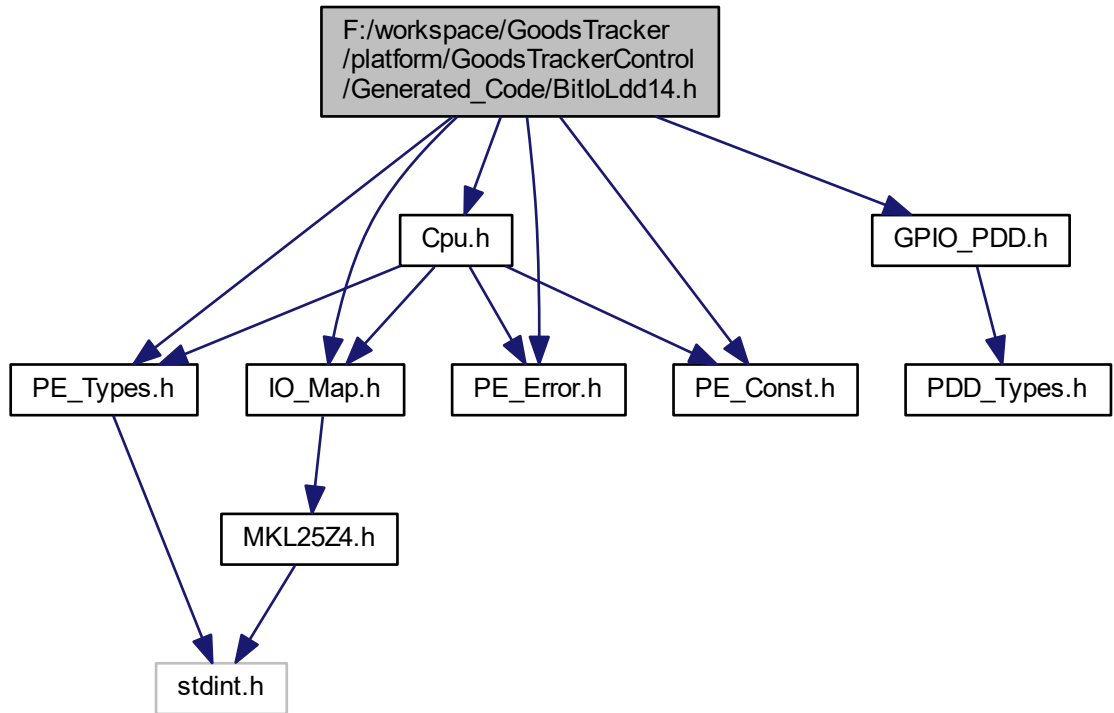 F:/workspace/GoodsTracker
/platform/GoodsTrackerControl
/Generated_Code/BitIoLdd14.h
Cpu.h
GPIO_PDD.h
PE_Types.h
IO_Map.h
PE_Error.h
PE_Const.h
PDD_Types.h
MKL25Z4.h
stdint.h